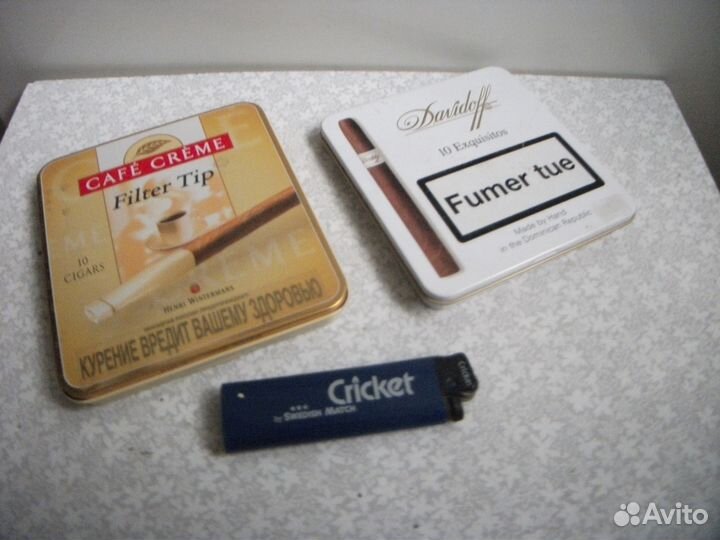 CAFÉ CRÈME
Filter Tip
10
CIGARS
HENRI WINTERMANS
КУРЕНИЕ ВРЕДИТ ВАШЕМУ ЗДОРОВЬЮ
Davidoff
10 Exquisitos
Fumer tue
Made by Hand
in the Dominican Republic
Cricket
by SWEDISH MATCH
Cricket
Avito